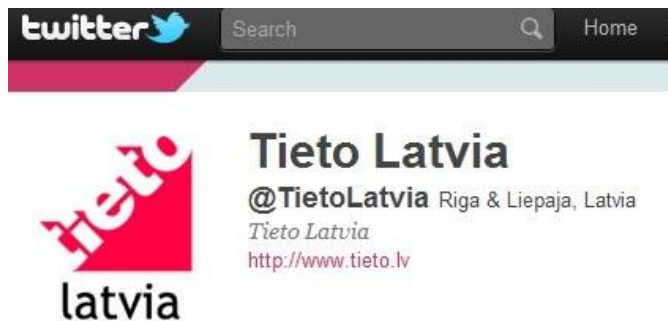 twitter Search Home
tieto
latvia
Tieto Latvia
@TietoLatvia Riga & Liepaja, Latvia
Tieto Latvia
http://www.tieto.lv